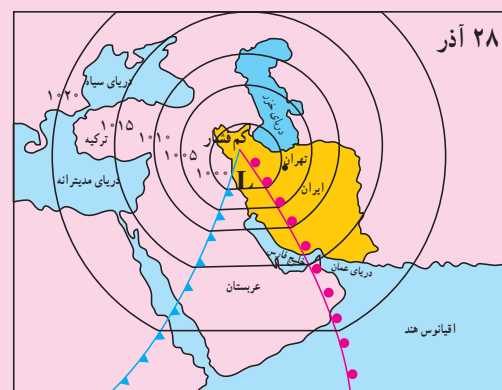 ۲۸ آذر
دریای سیاه
۱۰۲۰
۱۰۱۵
۱۰۱۰
۱۰۰۵
۱۰۰۰
ترکیه
کم‌فشار
L
دریای خزر
تهران
ایران
دریای مدیترانه
خلیج فارس
دریای عمان
عربستان
اقیانوس هند